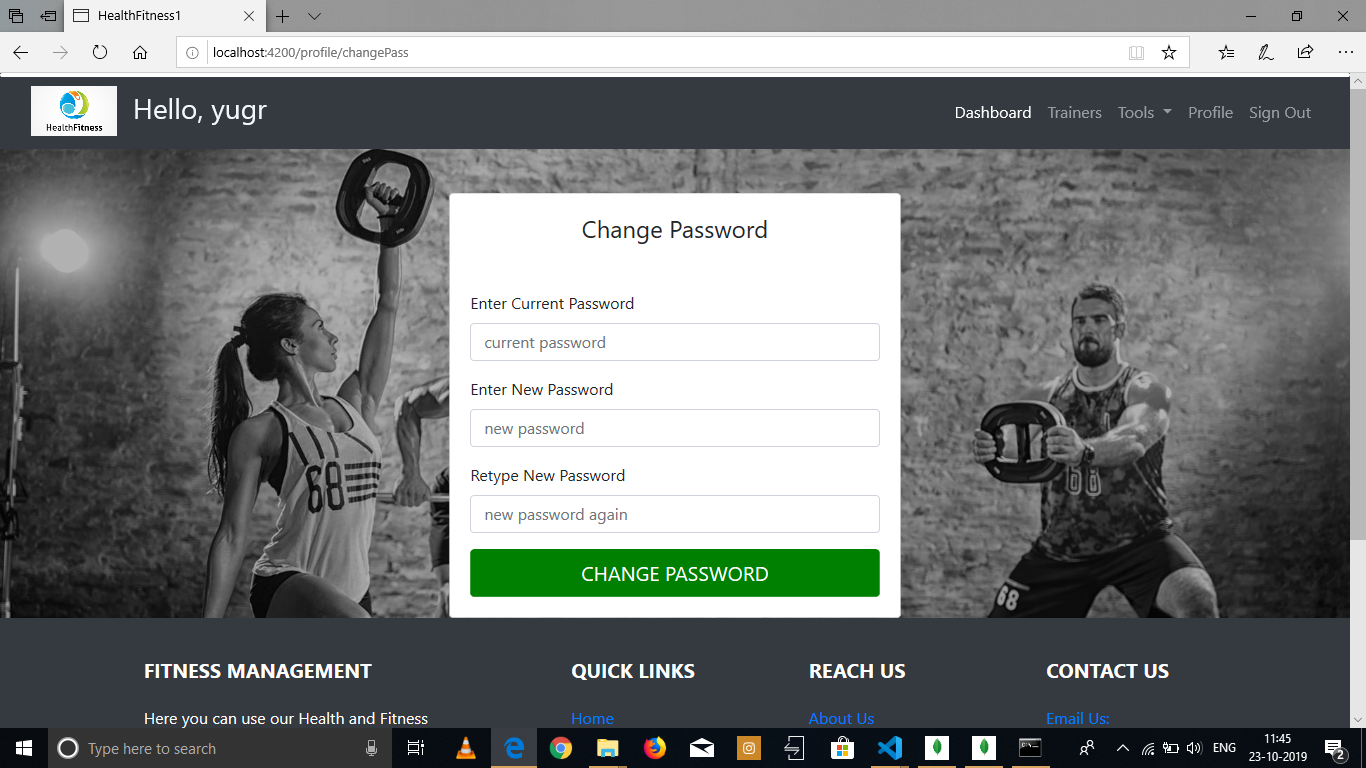 HealthFitness1
localhost:4200/profile/changePass
HealthFitness
Hello, yugr
Dashboard Trainers Tools Profile Sign Out
Change Password
Enter Current Password
current password
Enter New Password
new password
Retype New Password
new password again
CHANGE PASSWORD
68
68
68
FITNESS MANAGEMENT QUICK LINKS REACH US CONTACT US
Here you can use our Health and Fitness Home About Us Email Us:
Type here to search
ENG
11:45
23-10-2019
2